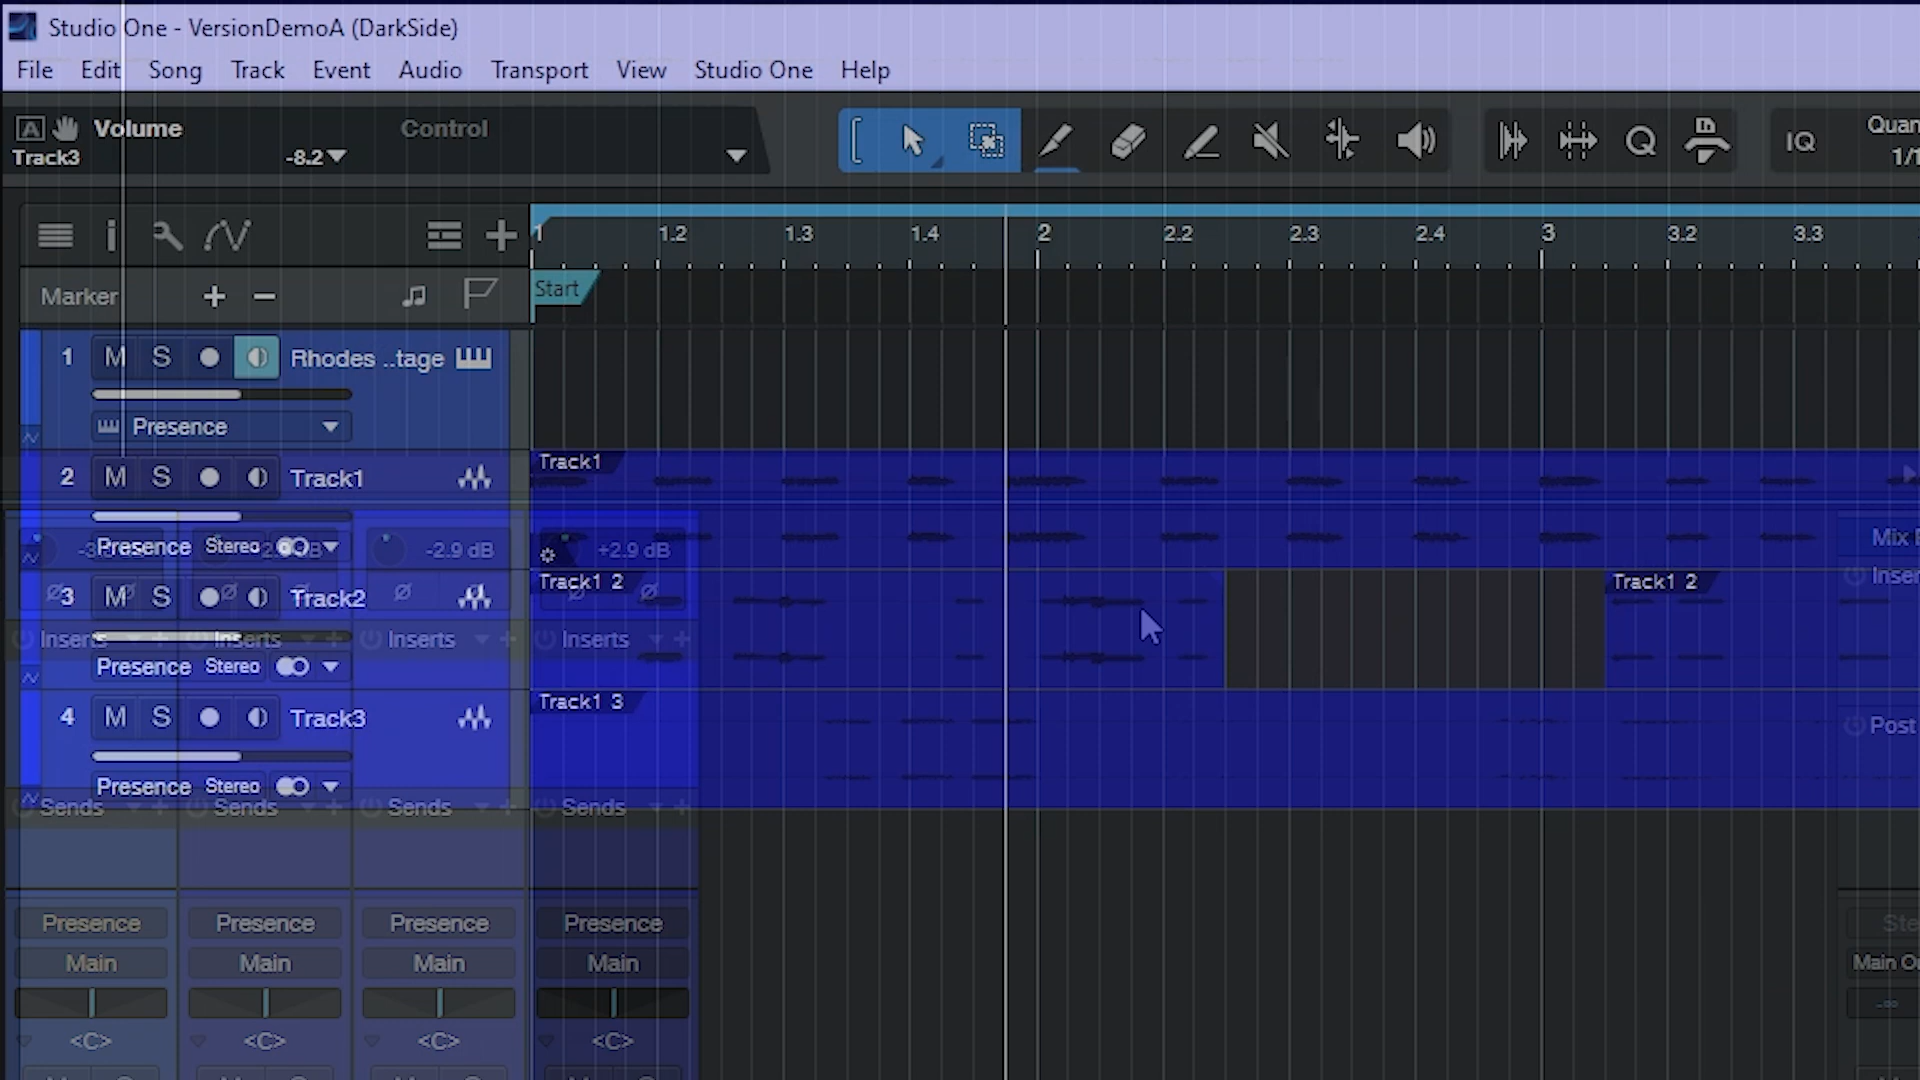 Studio One - VersionDemoA (DarkSide)
File Edit Song Track Event Audio Transport View Studio One Help
A Volume Control
Track3 -8.2
IQ
1 1.2 1.3 1.4 2 2.2 2.3 2.4 3 3.2 3.3
Marker Start
1 M S Rhodes ..tage
Presence
2 M S Track1 Track1
Presence Stereo -2.9 dB +2.9 dB
3 M S Track2 Track1 2 Track1 2
Inserts Inserts Inserts Inserts
Presence Stereo
4 M S Track3 Track1 3
Post
Presence Stereo
Sends Sends Sends Sends
Presence Presence Presence Presence
Main Main Main Main
<C> <C> <C> <C>